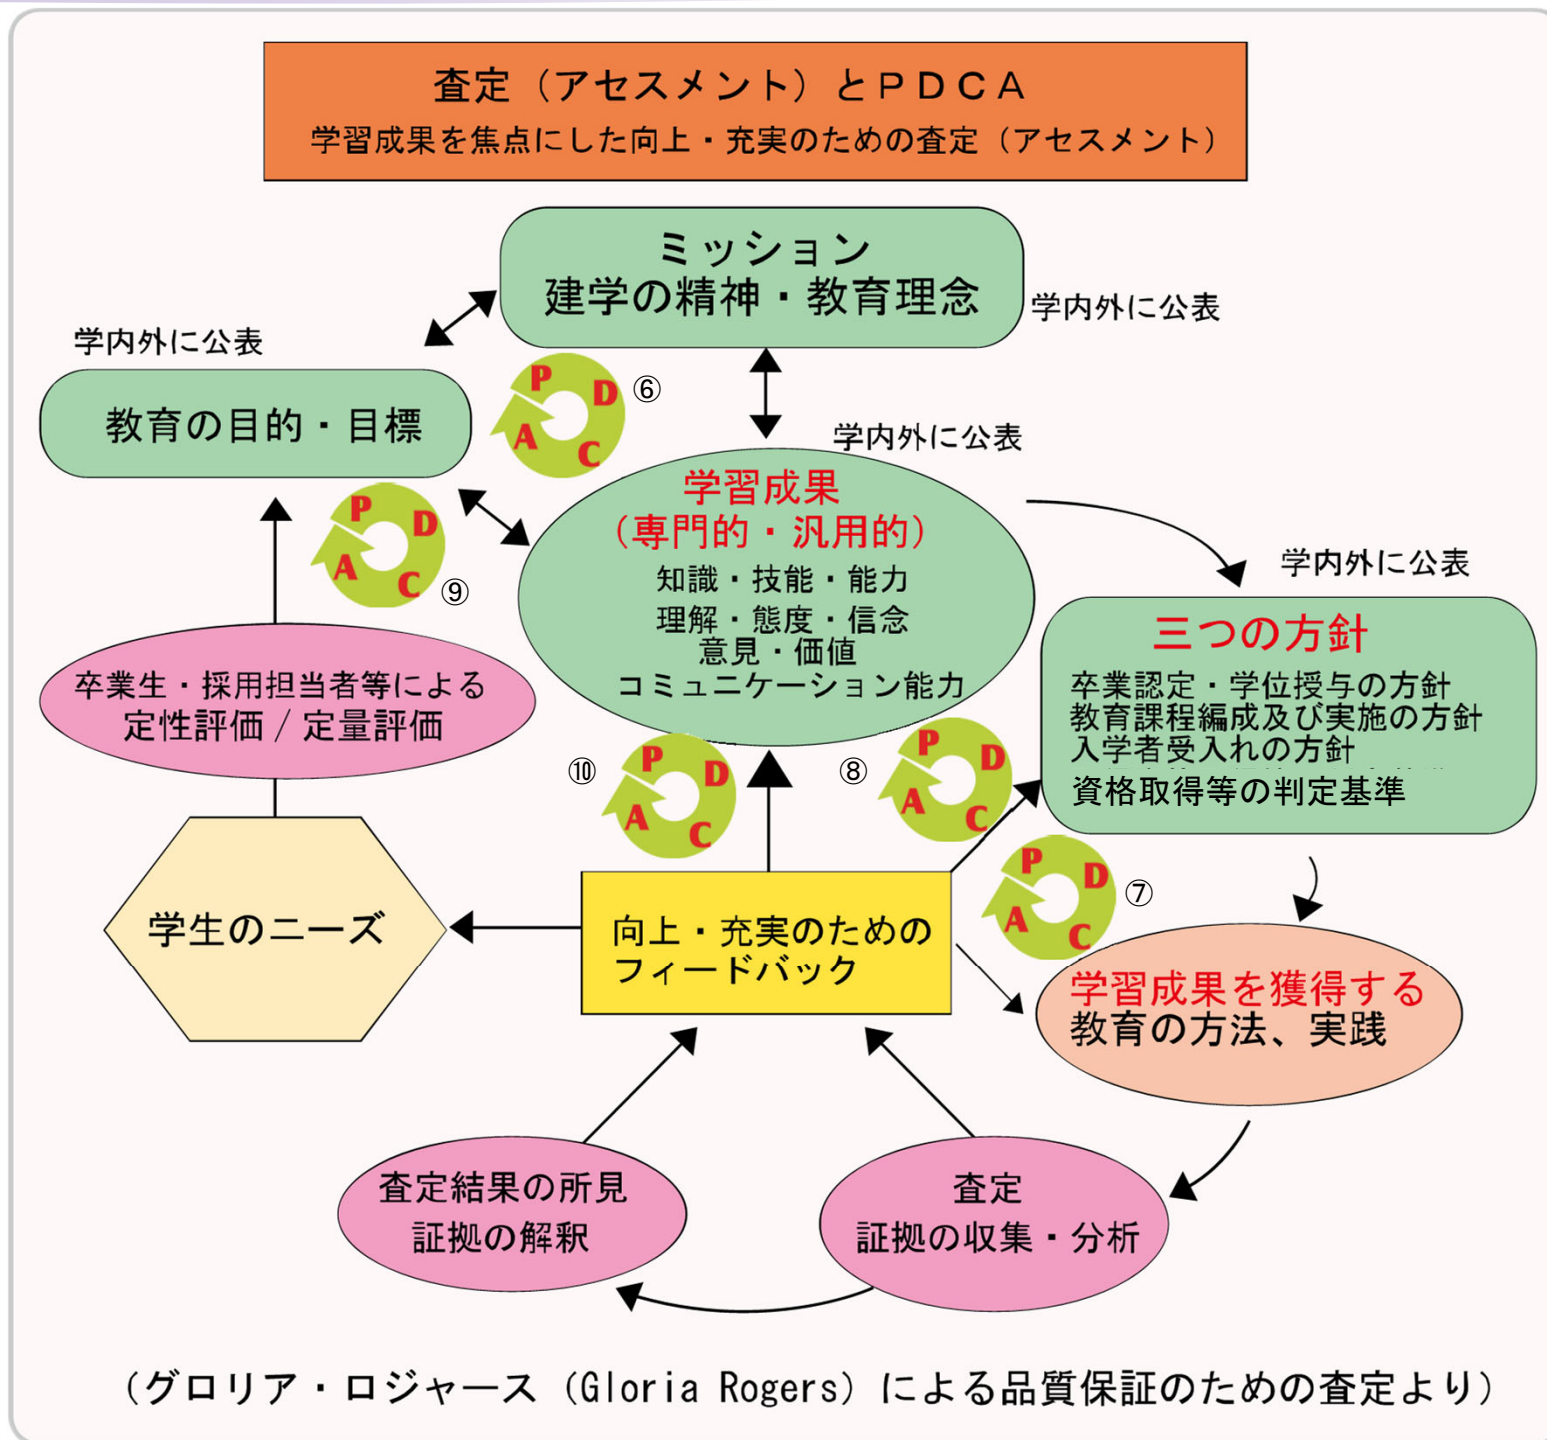 査定（アセスメント）とＰＤＣＡ
学習成果を焦点にした向上・充実のための査定（アセスメント）
ミッション
建学の精神・教育理念
学内外に公表
学内外に公表
教育の目的・目標
P
D
C
A
⑥
学内外に公表
学習成果
（専門的・汎用的）
知識・技能・能力
理解・態度・信念
意見・価値
コミュニケーション能力
P
D
C
A
⑨
学内外に公表
三つの方針
卒業認定・学位授与の方針
教育課程編成及び実施の方針
入学者受入れの方針
資格取得等の判定基準
卒業生・採用担当者等による
定性評価 / 定量評価
⑩
P
D
C
A
⑧
P
D
C
A
P
D
C
A
⑦
学生のニーズ
向上・充実のための
フィードバック
学習成果を獲得する
教育の方法、実践
査定結果の所見
証拠の解釈
査定
証拠の収集・分析
（グロリア・ロジャース（Gloria Rogers）による品質保証のための査定より）